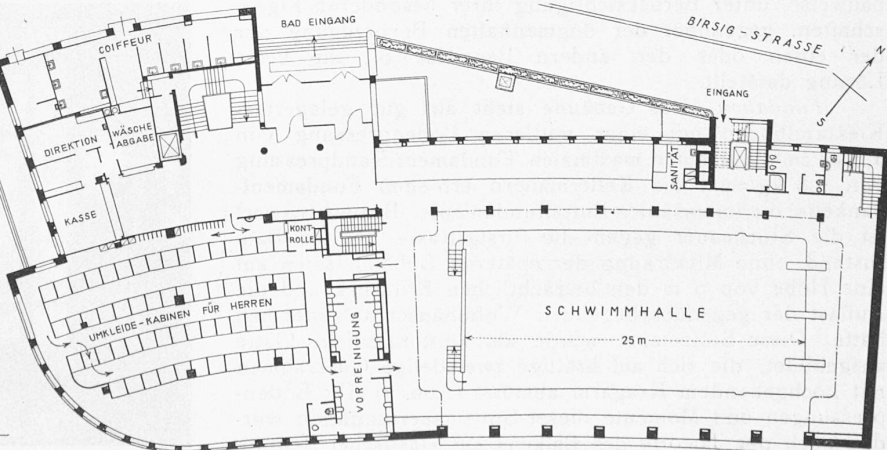 COIFFEUR
BAD EINGANG
BIRSIG-STRASSE
N
S
EINGANG
DIREKTION
WÄSCHE
ABGABE
SANITÄT
KASSE
KONT
ROLLE
UMKLEIDE-KABINEN FÜR HERREN
VORREINIGUNG
SCHWIMMHALLE
25 m